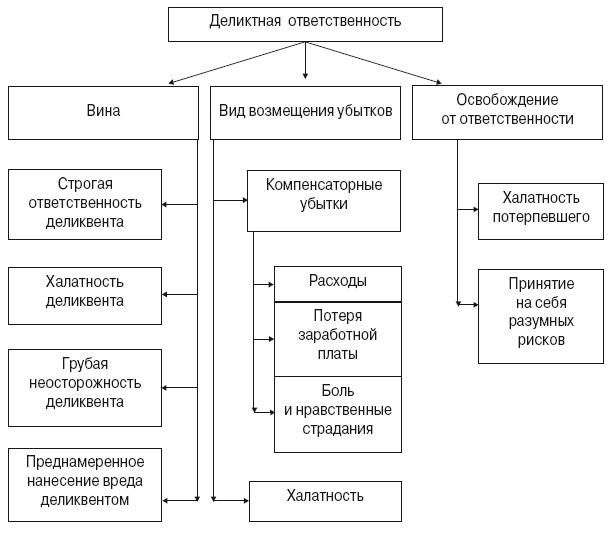 Деликтная ответственность
Вина
Строгая
ответственность
деликвента
Халатность
деликвента
Грубая
неосторожность
деликвента
Преднамеренное
нанесение вреда
деликвентом
Вид возмещения убытков
Компенсаторные
убытки
Расходы
Потеря
заработной
платы
Боль
и нравственные
страдания
Халатность
Освобождение
от ответственности
Халатность
потерпевшего
Принятие
на себя
разумных
рисков